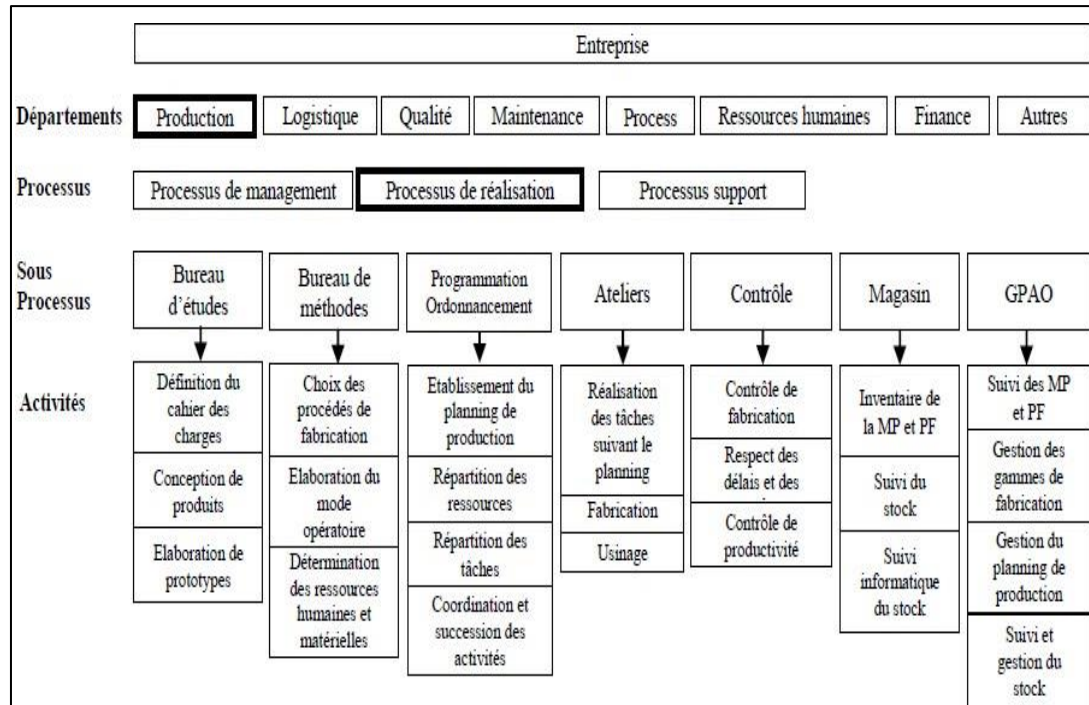 Entreprise
Départements
Production
Logistique
Qualité
Maintenance
Process
Ressources humaines
Finance
Autres
Processus
Processus de management
Processus de réalisation
Processus support
Sous
Processus
Bureau
d'études
Bureau de
méthodes
Programmation
Ordonnancement
Ateliers
Contrôle
Magasin
GPAO
Activités
Définition du
cahier des
charges
Conception de
produits
Elaboration de
prototypes
Choix des
procédés de
fabrication
Elaboration du
mode
opératoire
Détermination
des ressources
humaines et
matérielles
Etablissement du
planning de
production
Répartition des
ressources
Répartition des
tâches
Coordination et
succession des
activités
Réalisation
des tâches
suivant le
planning
Fabrication
Usinage
Contrôle de
fabrication
Respect des
délais et des
Contrôle de
productivité
Inventaire de
la MP et PF
Suivi du
stock
Suivi
informatique
du stock
Suivi des MP
et PF
Gestion des
gammes de
fabrication
Gestion du
planning de
production
Suivi et
gestion du
stock